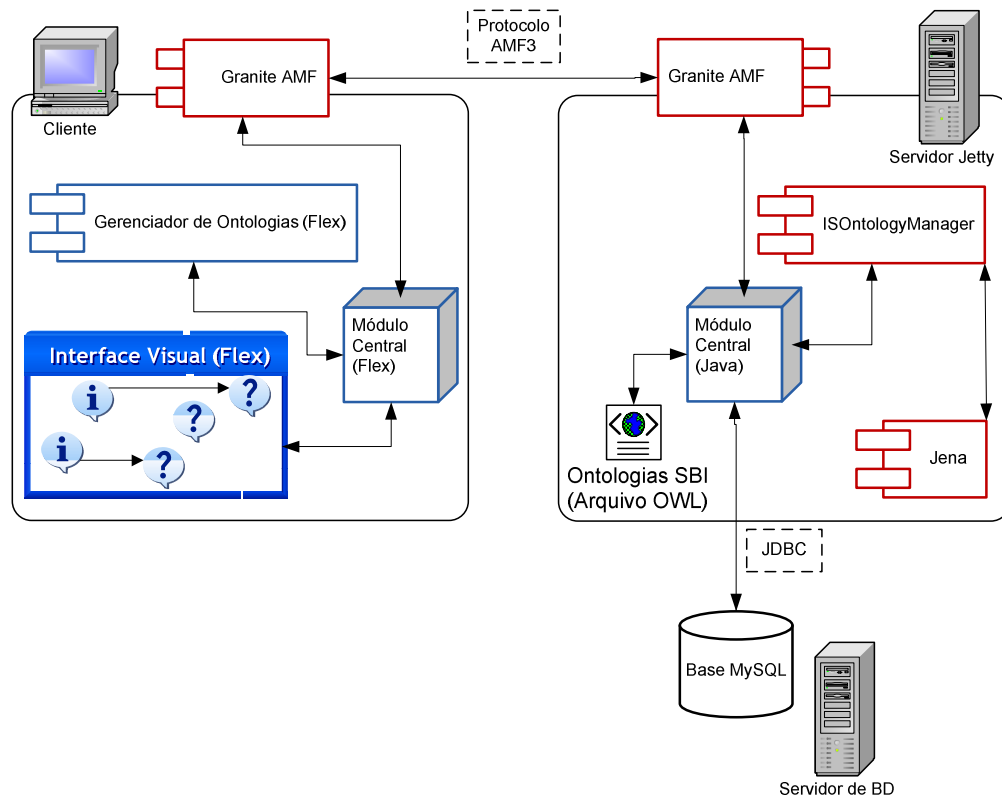 Protocolo
AMF3
Granite AMF
Granite AMF
Cliente
Servidor Jetty
Gerenciador de Ontologias (Flex)
ISOntologyManager
Módulo
Central
(Flex)
Módulo
Central
(Java)
Interface Visual (Flex)
i
?
?
i
?
Ontologias SBI
(Arquivo OWL)
Jena
JDBC
Base MySQL
Servidor de BD